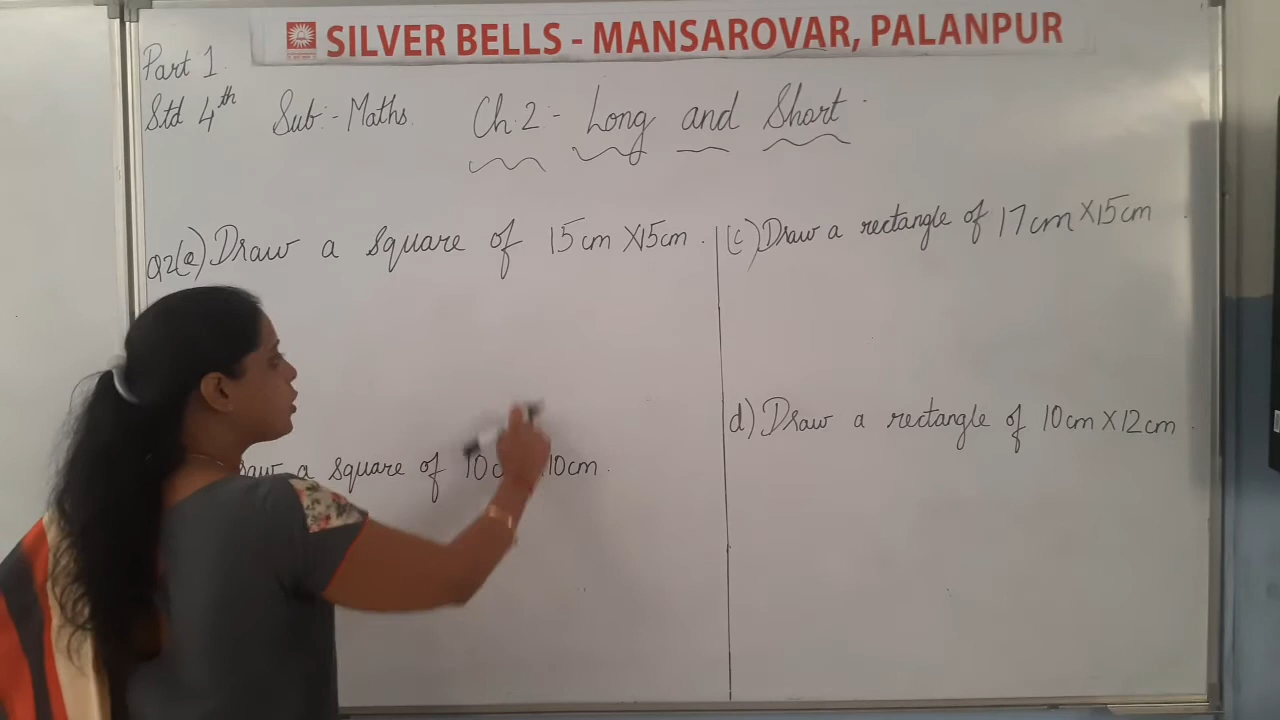 SILVER BELLS - MANSAROVAR, PALANPUR
Part 1.
Std 4th Sub:- Maths. Ch.2:- Long and Short.
Q2(a) Draw a square of 15cm X15cm.
a square of 10cm.
(c) Draw a rectangle of 17cm X15cm
d) Draw a rectangle of 10cm X 12cm.